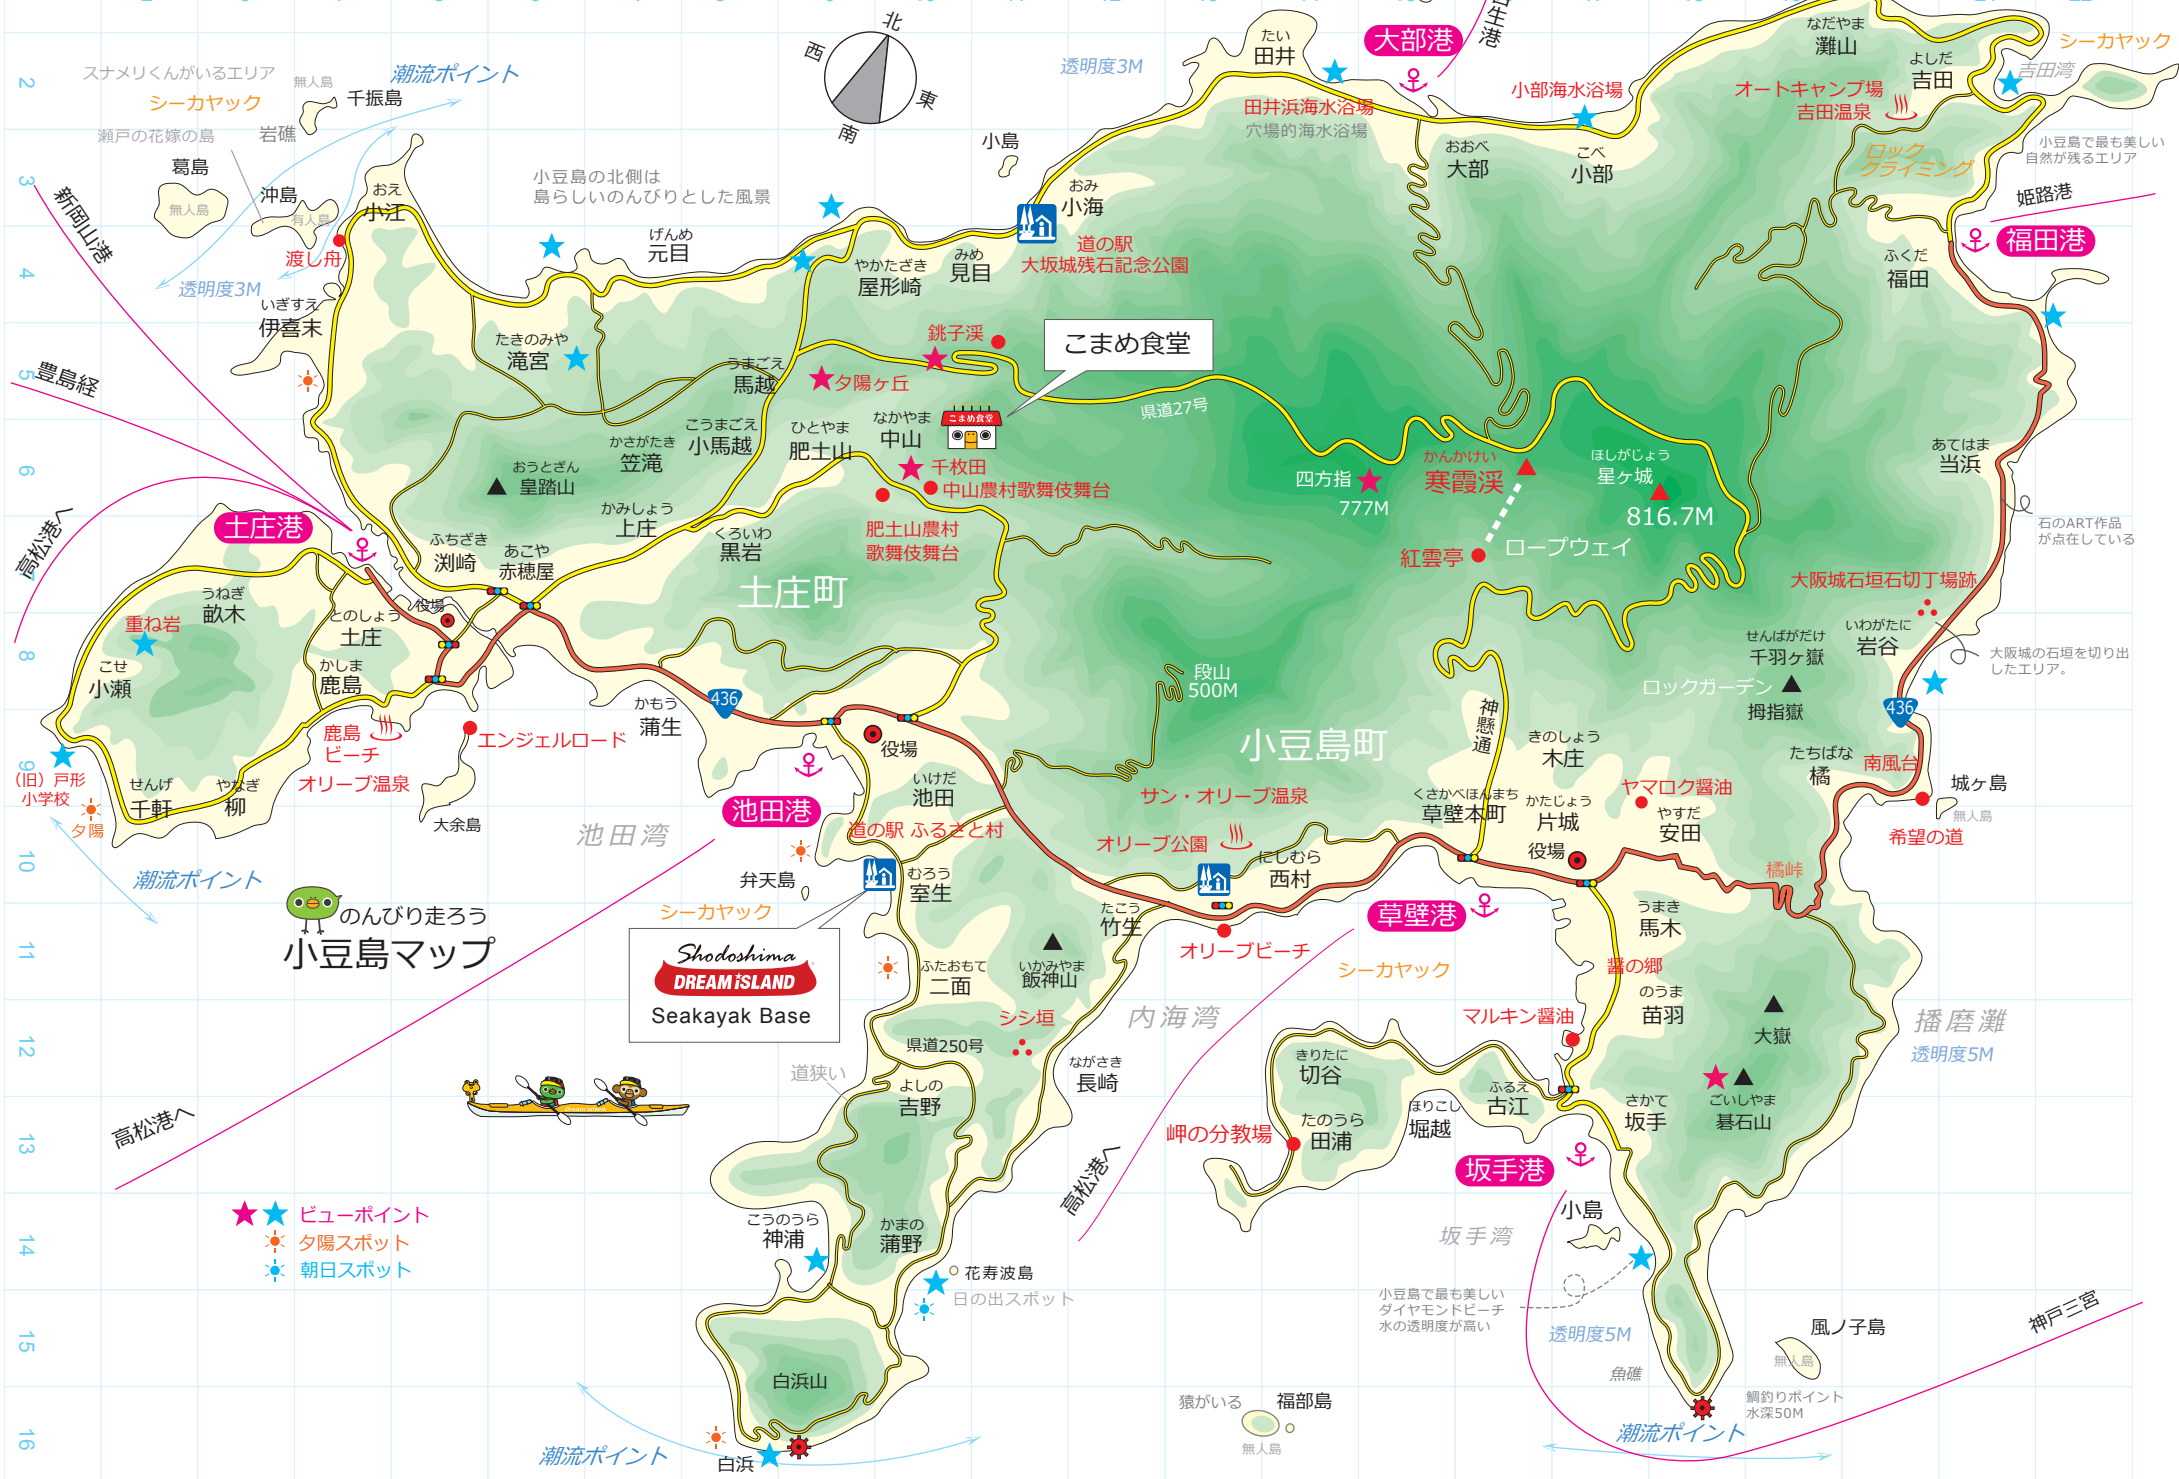 北
西
東
南
2
3
4
5
6
8
9
10
11
12
13
14
15
16
スナメリくんがいるエリア
シーカヤック
瀬戸の花嫁の島
無人島
千振島
岩礁
潮流ポイント
葛島
無人島
沖島
有人島
おえ
小江
渡し舟
透明度3M
新岡山港
豊島経
高松港へ
小豆島の北側は
島らしいのんびりとした風景
げんめ
元目
いぎすえ
伊喜末
たきのみや
滝宮
うまごえ
馬越
こうまごえ
小馬越
かさがたき
笠滝
おうとざん
皇踏山
かみしょう
上庄
ふちざき
渕崎
あこや
赤穂屋
くろいわ
黒岩
土庄町
やかたざき
屋形崎
みめ
見目
小島
おみ
小海
道の駅
大坂城残石記念公園
銚子渓
夕陽ヶ丘
こまめ食堂
こまめ食堂
ひとやま
肥土山
なかやま
中山
千枚田
中山農村歌舞伎舞台
肥土山農村
歌舞伎舞台
県道27号
透明度3M
たい
田井
大部港
田井浜海水浴場
穴場的海水浴場
小部海水浴場
おおべ
大部
こべ
小部
なだやま
灘山
よしだ
吉田
シーカヤック
吉田湾
オートキャンプ場
吉田温泉
ロック
クライミング
小豆島で最も美しい
自然が残るエリア
姫路港
福田港
ふくだ
福田
四方指
777M
かんかけい
寒霞渓
ほしがじょう
星ヶ城
816.7M
紅雲亭
ロープウェイ
あてはま
当浜
石のART作品
が点在している
大阪城石垣石切丁場跡
いわがたに
岩谷
大阪城の石垣を切り出
したエリア。
せんばがだけ
千羽ヶ嶽
ロックガーデン
拇指嶽
436
たちばな
橘
南風台
城ヶ島
無人島
希望の道
橘峠
土庄港
うねぎ
畝木
重ね岩
こせ
小瀬
とのしょう
土庄
役場
かしま
鹿島
鹿島
ビーチ
オリーブ温泉
エンジェルロード
大余島
(旧)戸形
小学校
夕陽
せんげ
千軒
やなぎ
柳
潮流ポイント
かもう
蒲生
436
役場
いけだ
池田
池田港
池田湾
道の駅 ふるさと村
弁天島
シーカヤック
むろう
室生
段山
500M
小豆島町
神懸通
サン・オリーブ温泉
オリーブ公園
にしむら
西村
たこう
竹生
オリーブビーチ
くさかべほんまち
草壁本町
きのしょう
木庄
かたじょう
片城
役場
ヤマロク醤油
やすだ
安田
草壁港
シーカヤック
うまき
馬木
醤の郷
のうま
苗羽
マルキン醤油
大嶽
ごいしやま
碁石山
播磨灘
透明度5M
のんびり走ろう
小豆島マップ
Shodoshima
DREAM iSLAND
Seakayak Base
Dream Island
ふたおもて
二面
いかみやま
飯神山
シシ垣
県道250号
道狭い
よしの
吉野
ながさき
長崎
内海湾
きりたに
切谷
たのうら
田浦
岬の分教場
ほりこし
堀越
ふるえ
古江
さかて
坂手
坂手港
高松港へ
高松港へ
ビューポイント
夕陽スポット
朝日スポット
こうのうら
神浦
かまの
蒲野
花寿波島
日の出スポット
白浜山
白浜
潮流ポイント
猿がいる
福部島
無人島
小島
坂手湾
小豆島で最も美しい
ダイヤモンドビーチ
水の透明度が高い
透明度5M
魚礁
風ノ子島
無人島
鯛釣りポイント
水深50M
潮流ポイント
神戸三宮